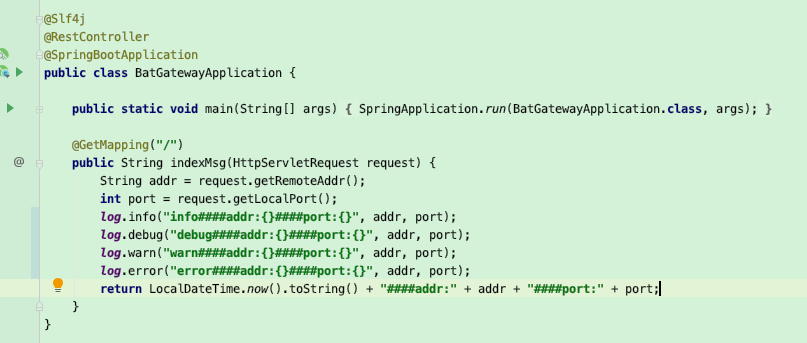 @Slf4j
@RestController
@SpringBootApplication
public class BatGatewayApplication {
public static void main(String[] args) { SpringApplication.run(BatGatewayApplication.class, args); }
@GetMapping("/")
@ public String indexMsg(HttpServletRequest request) {
String addr = request.getRemoteAddr();
int port = request.getLocalPort();
log.info("info####addr:{}####port:{}", addr, port);
log.debug("debug####addr:{}####port:{}", addr, port);
log.warn("warn####addr:{}####port:{}", addr, port);
log.error("error####addr:{}####port:{}", addr, port);
return LocalDateTime.now().toString() + "####addr:" + addr + "####port:" + port;
}
}